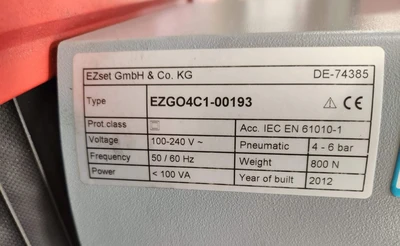 EZset GmbH & Co. KG DE-74385
Type EZGO4C1-00193 CE
Prot.class Acc. IEC EN 61010-1
Voltage 100-240 V ~ Pneumatic 4 - 6 bar
Frequency 50 / 60 Hz Weight 800 N
Power < 100 VA Year of built 2012